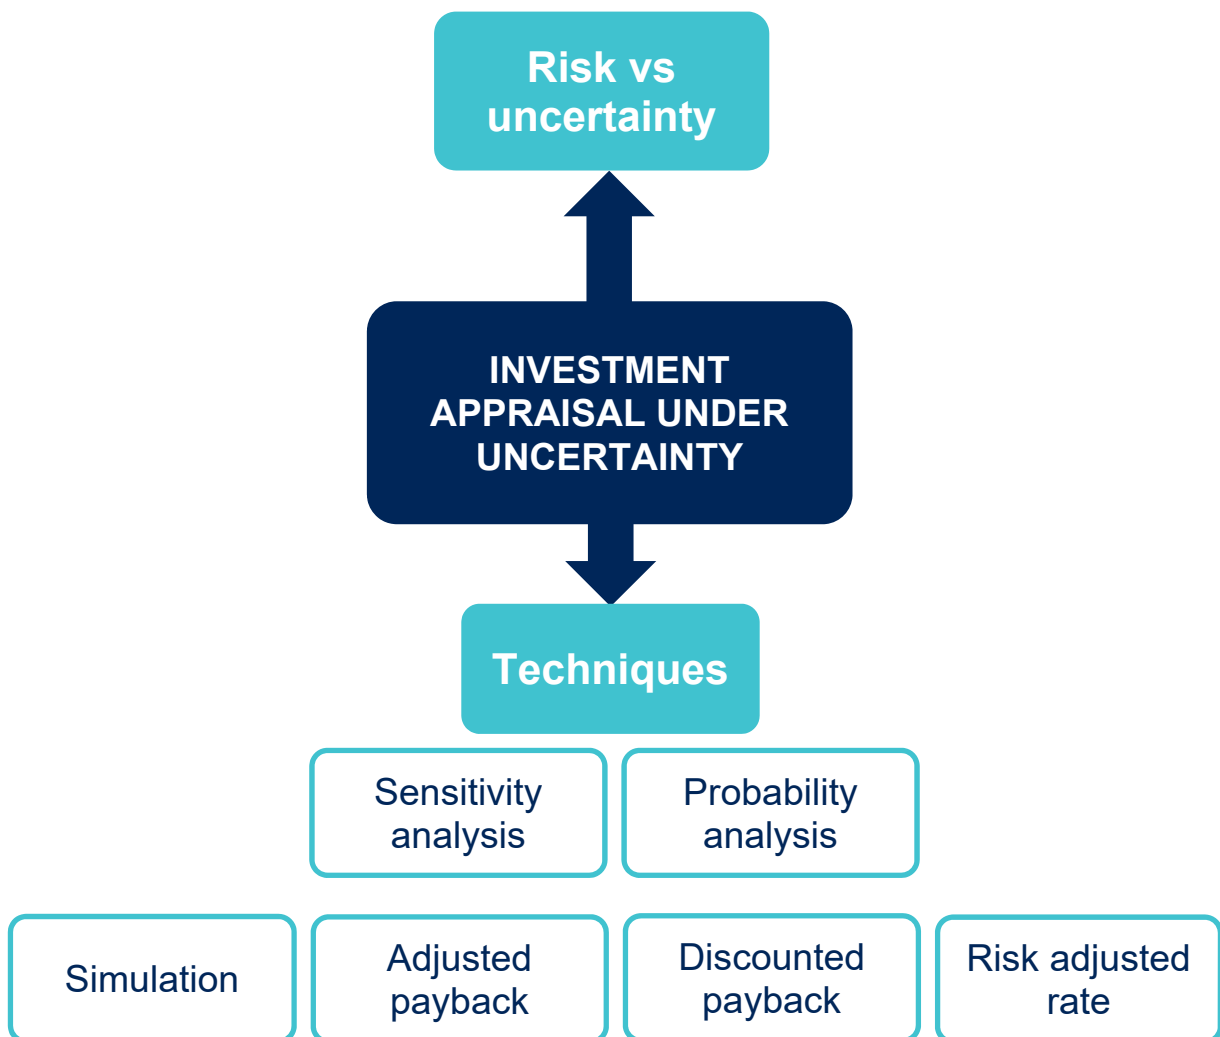 Risk vs
uncertainty
INVESTMENT
APPRAISAL UNDER
UNCERTAINTY
Techniques
Sensitivity
analysis
Probability
analysis
Simulation
Adjusted
payback
Discounted
payback
Risk adjusted
rate